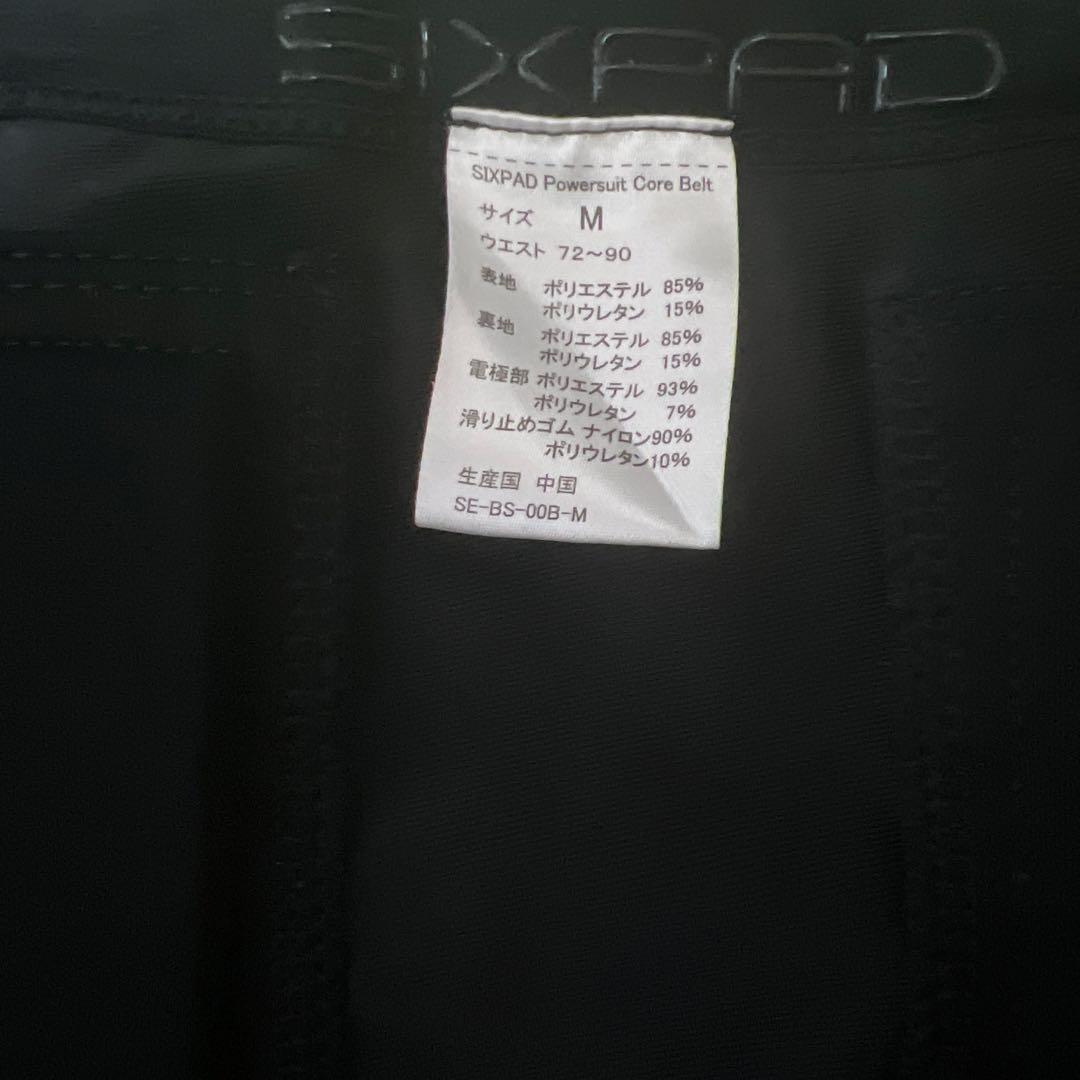 SIXPAD
SIXPAD Powersuit Core Belt
サイズ M
ウエスト 72～90
表地 ポリエステル 85%
ポリウレタン 15%
裏地 ポリエステル 85%
ポリウレタン 15%
電極部 ポリエステル 93%
ポリウレタン 7%
滑り止めゴム ナイロン90%
ポリウレタン10%
生産国 中国
SE-BS-00B-M